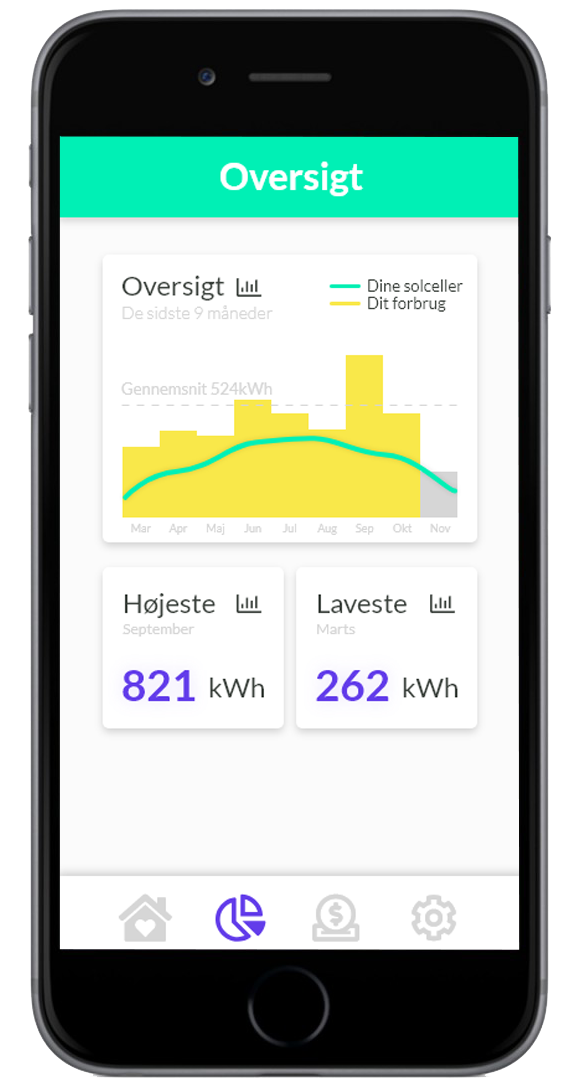 Oversigt
Oversigt
De sidste 9 måneder
Dine solceller
Dit forbrug
Gennemsnit 524kWh
Mar Apr Maj Jun Jul Aug Sep Okt Nov
Højeste
September
821 kWh
Laveste
Marts
262 kWh
$